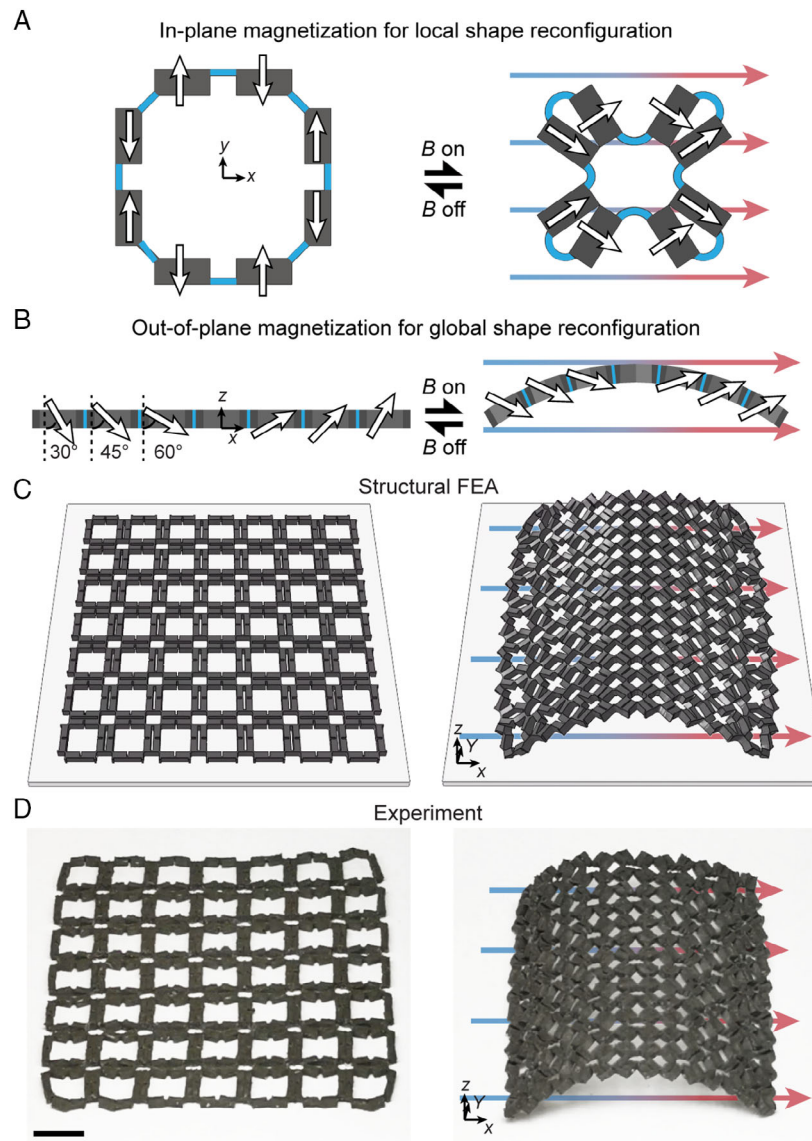 A
In-plane magnetization for local shape reconfiguration
y
x
B on
B off
B
Out-of-plane magnetization for global shape reconfiguration
z
x
30°
45°
60°
B on
B off
C
Structural FEA
z
Y
x
D
Experiment
z
Y
x